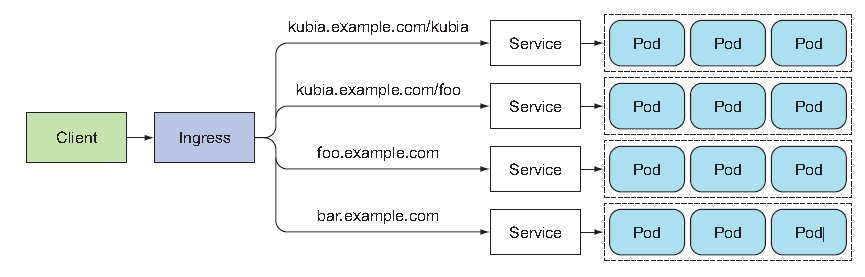 kubia.example.com/kubia
Service
Pod Pod Pod
kubia.example.com/foo
Service
Pod Pod Pod
Client
Ingress
foo.example.com
Service
Pod Pod Pod
bar.example.com
Service
Pod Pod Pod